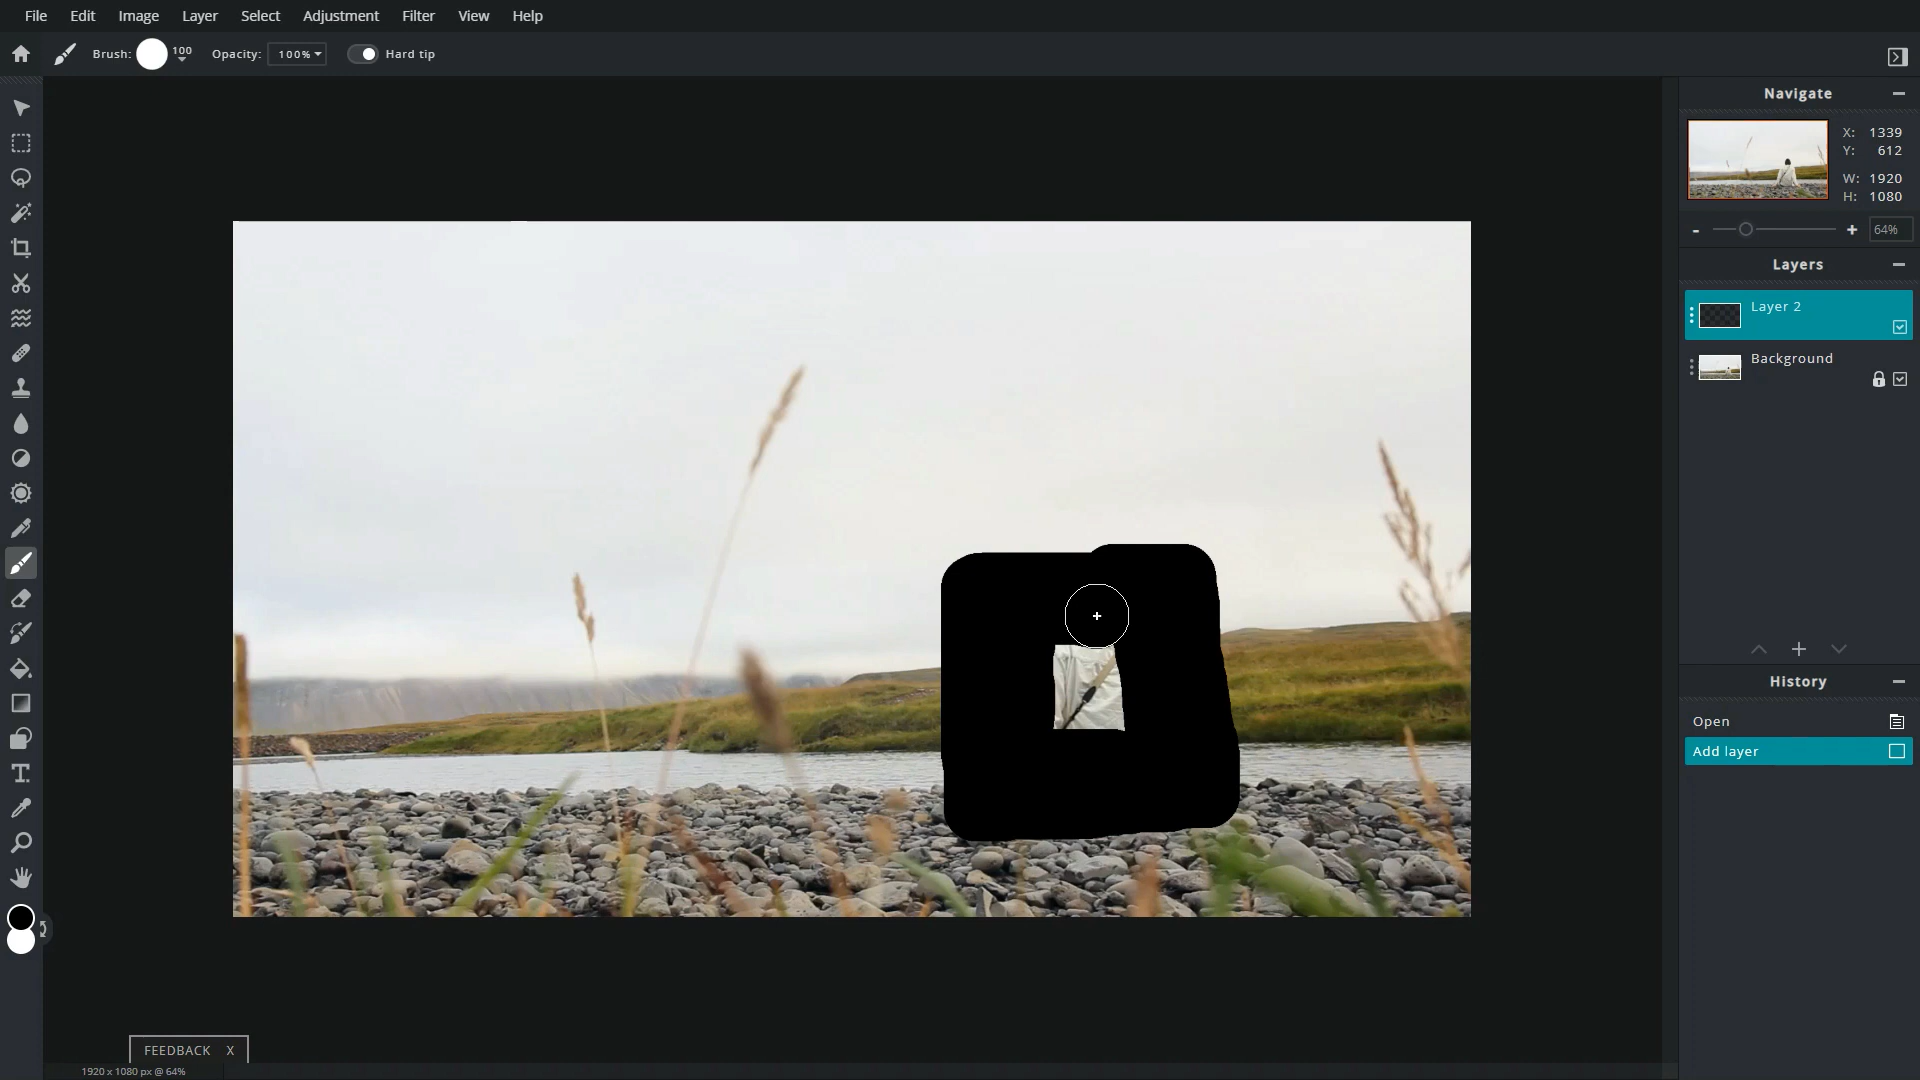 File Edit Image Layer Select Adjustment Filter View Help
Brush: 100 Opacity: 100% Hard tip
Navigate
X: 1339
Y: 612
W: 1920
H: 1080
- + 64%
Layers
Layer 2
Background
History
Open
Add layer
FEEDBACK X
1920 x 1080 px @ 64%